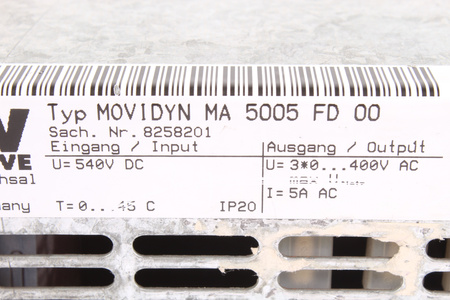 Typ MOVIDYN MA 5005 FD 00
Sach. Nr. 8258201
Eingang / Input
U= 540V DC
Ausgang / Output
U= 3*0...400V AC
I= 5A AC
T= 0...45 C
IP20